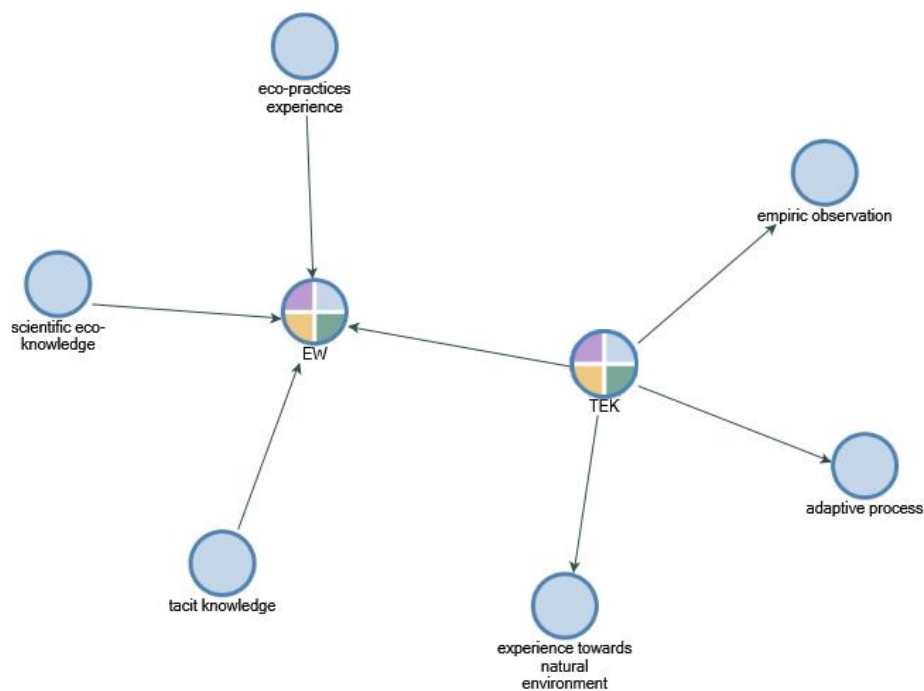 eco-practices
experience
empiric observation
scientific eco-
knowledge
EW
TEK
adaptive process
tacit knowledge
experience towards
natural
environment